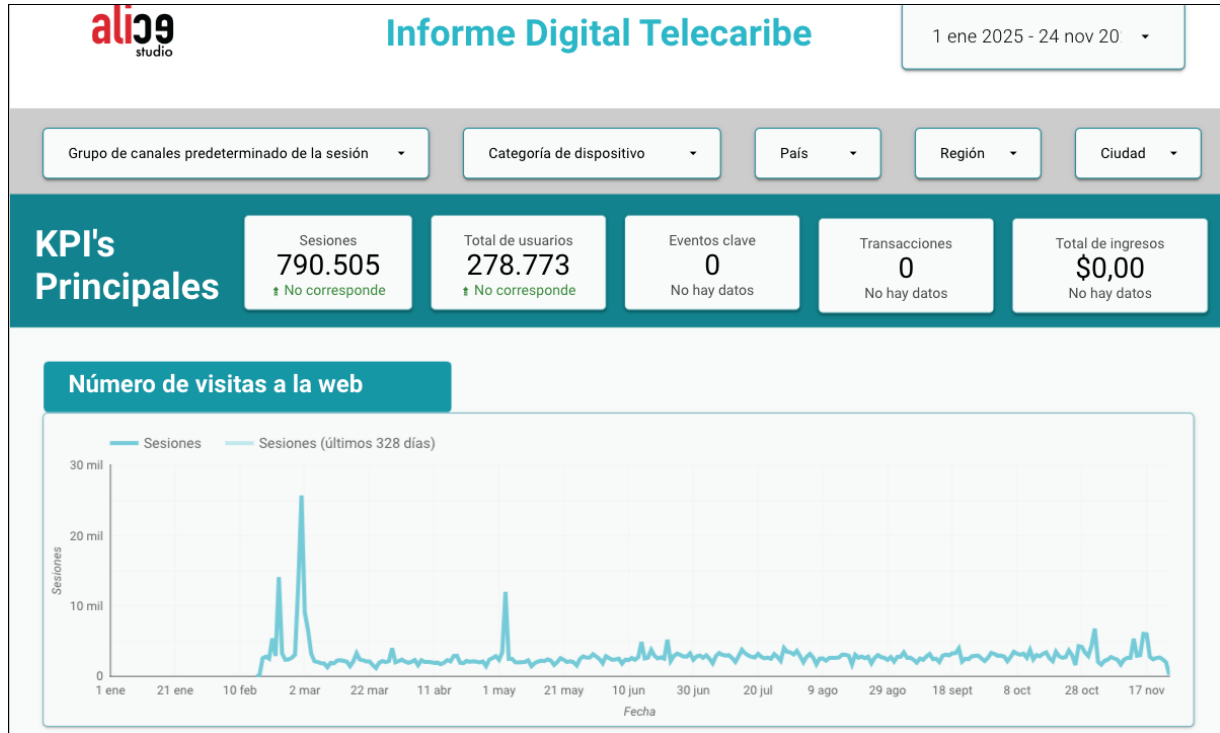 alice
studio
Informe Digital Telecaribe
1 ene 2025 - 24 nov 20
Grupo de canales predeterminado de la sesión
Categoría de dispositivo
País
Región
Ciudad
KPI's
Principales
Sesiones
790.505
No corresponde
Total de usuarios
278.773
No corresponde
Eventos clave
0
No hay datos
Transacciones
0
No hay datos
Total de ingresos
$0,00
No hay datos
Número de visitas a la web
Sesiones
Sesiones (últimos 328 días)
30 mil
20 mil
10 mil
0
Sesiones
1 ene
21 ene
10 feb
2 mar
22 mar
11 abr
1 may
21 may
10 jun
30 jun
20 jul
9 ago
29 ago
18 sept
8 oct
28 oct
17 nov
Fecha